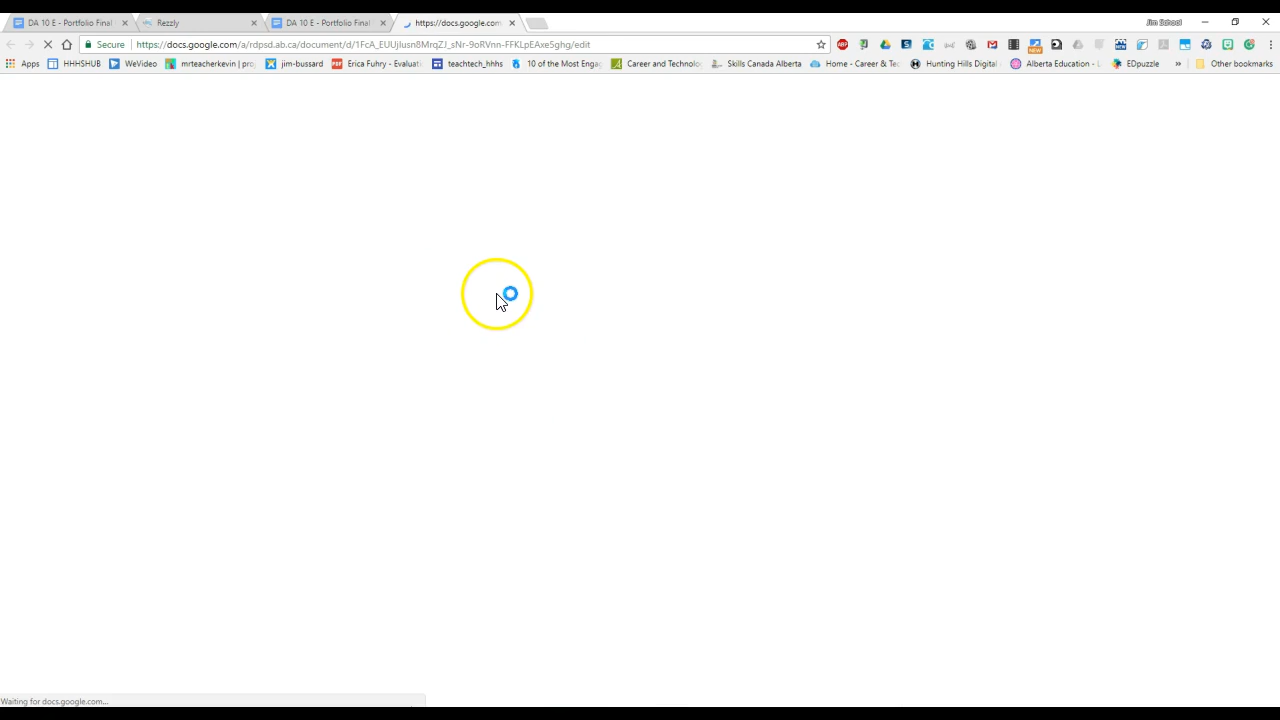 DA 10 E - Portfolio Final
Rezzly
DA 10 E - Portfolio Final
https://docs.google.com
Jim School
Secure
https://docs.google.com/a/rdpsd.ab.ca/document/d/1FcA_EUUjIusn8MrqZJ_sNr-9oRVnn-FFKLpEAxeSghg/edit
Apps
HHHSHUB
WeVideo
mrteacherkevin | pro
jim-bussard
Erica Fuhry - Evaluati
teachtech_hhhs
10 of the Most Engag
Career and Technolo
Skills Canada Alberta
Home - Career & Tec
Hunting Hills Digital
Alberta Education - L
EDpuzzle
»
Other bookmarks
Waiting for docs.google.com...